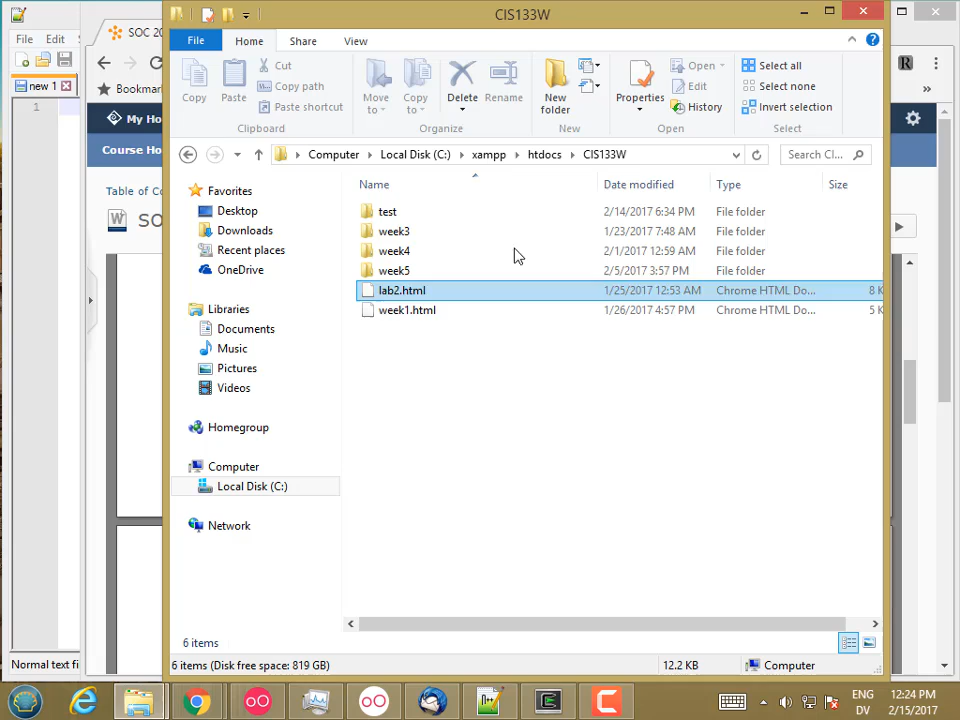 CIS133W
File Edit
SOC 20
File Home Share View
new 1
Bookmar
Copy
Paste
Cut
Copy path
Paste shortcut
Clipboard
Move to
Copy to
Delete
Rename
Organize
New folder
New
Properties
Open
Edit
History
Open
Select all
Select none
Invert selection
Select
1
My Ho
Course Ho
Computer Local Disk (C:) xampp htdocs CIS133W
Search Cl...
Table of C
SO
Favorites
Desktop
Downloads
Recent places
OneDrive
Libraries
Documents
Music
Pictures
Videos
Homegroup
Computer
Local Disk (C:)
Network
Name Date modified Type Size
test 2/14/2017 6:34 PM File folder
week3 1/23/2017 7:48 AM File folder
week4 2/1/2017 12:59 AM File folder
week5 2/5/2017 3:57 PM File folder
lab2.html 1/25/2017 12:53 AM Chrome HTML Do... 8 K
week1.html 1/26/2017 4:57 PM Chrome HTML Do... 5 K
6 items
Normal text fi
6 items (Disk free space: 819 GB) 12.2 KB Computer
ENG
DV
12:24 PM
2/15/2017